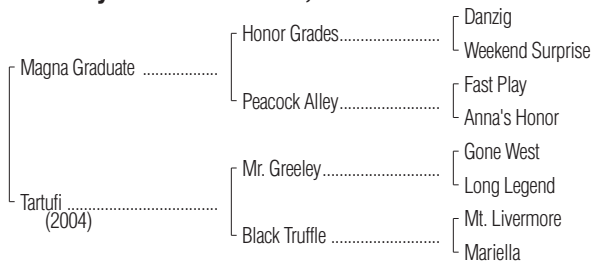 Danzig
Honor Grades
Weekend Surprise
Magna Graduate
Fast Play
Peacock Alley
Anna's Honor
Gone West
Mr. Greeley
Long Legend
Tartufi
(2004)
Mt. Livermore
Black Truffle
Mariella